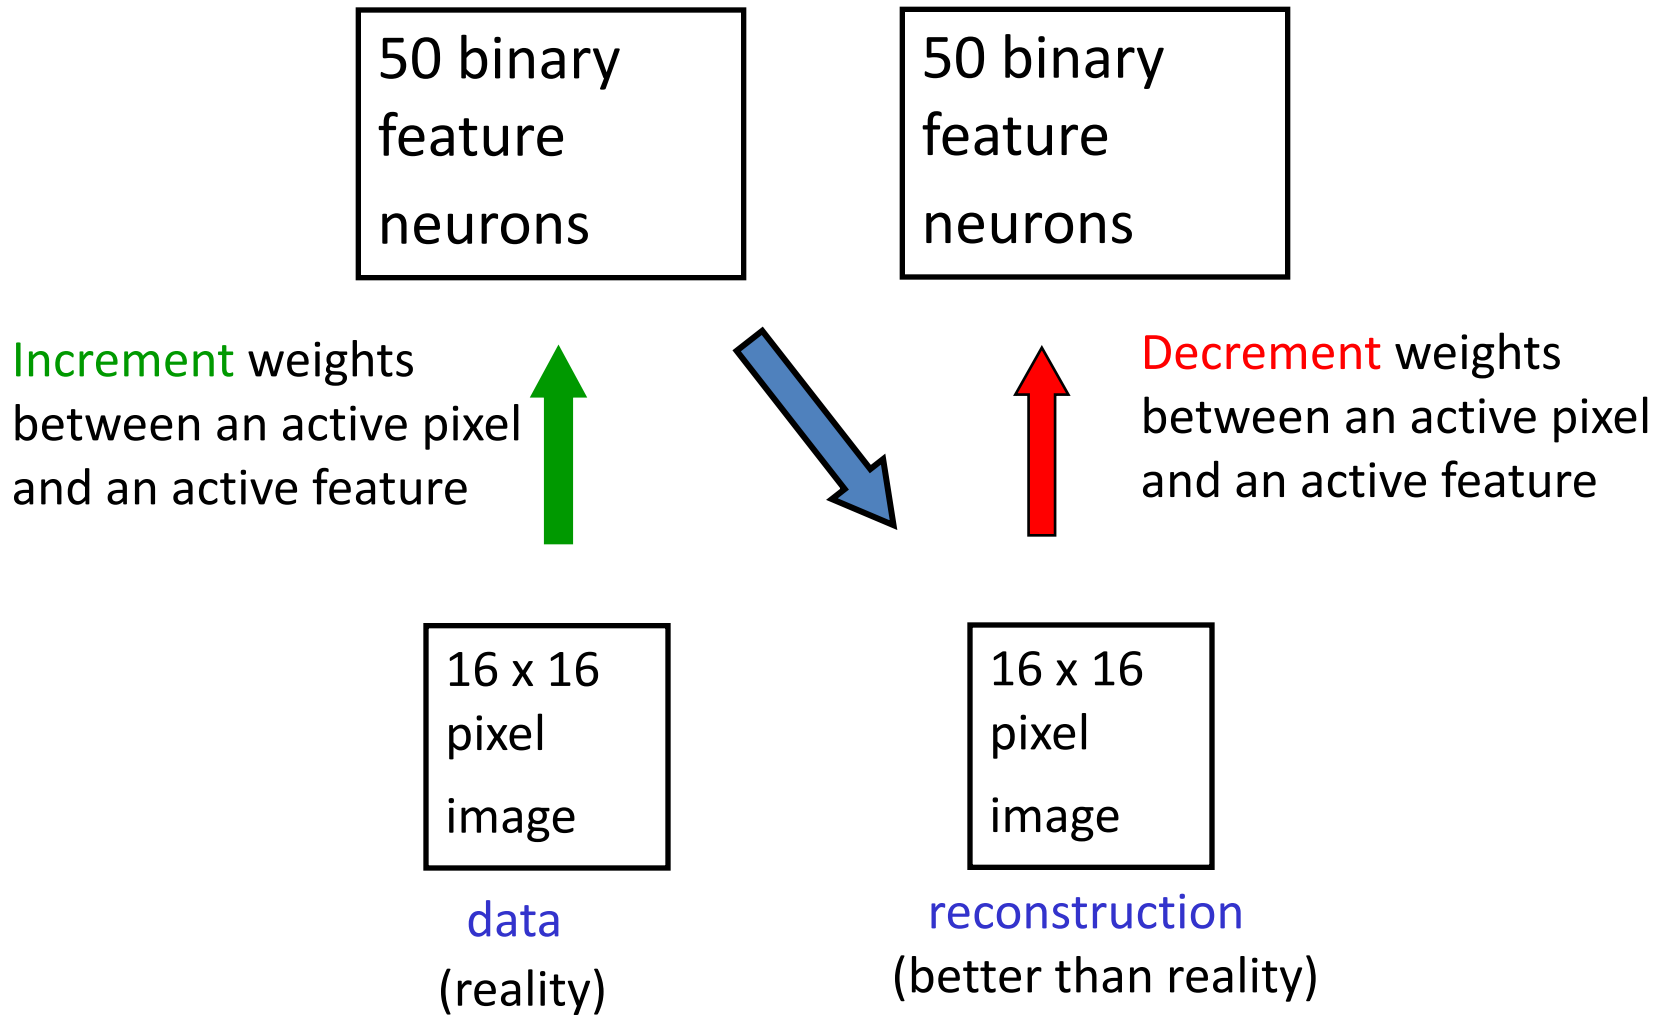 50 binary
feature
neurons
50 binary
feature
neurons
Increment weights
between an active pixel
and an active feature
Decrement weights
between an active pixel
and an active feature
16 x 16
pixel
image
16 x 16
pixel
image
data
(reality)
reconstruction
(better than reality)